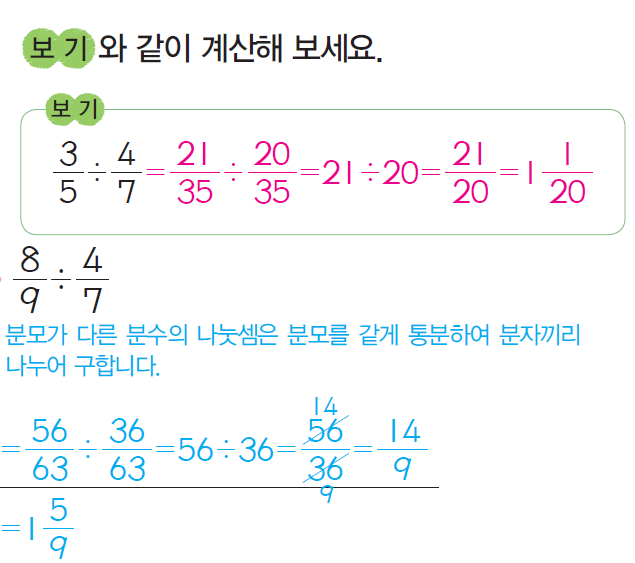 보기와 같이 계산해 보세요.
보기
3/5 ÷ 4/7 = 21/35 ÷ 20/35 = 21 ÷ 20 = 21/20 = 1 1/20
8/9 ÷ 4/7
분모가 다른 분수의 나눗셈은 분모를 같게 통분하여 분자끼리
나누어 구합니다.
= 56/63 ÷ 36/63 = 56 ÷ 36 = 56/36 (14/9) = 14/9
= 1 5/9